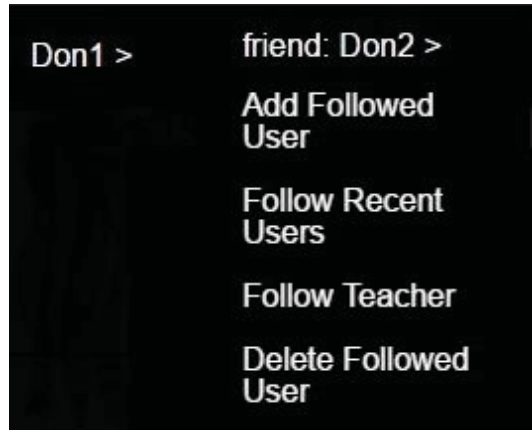 Don1 >
friend: Don2 >
Add Followed
User
Follow Recent
Users
Follow Teacher
Delete Followed
User